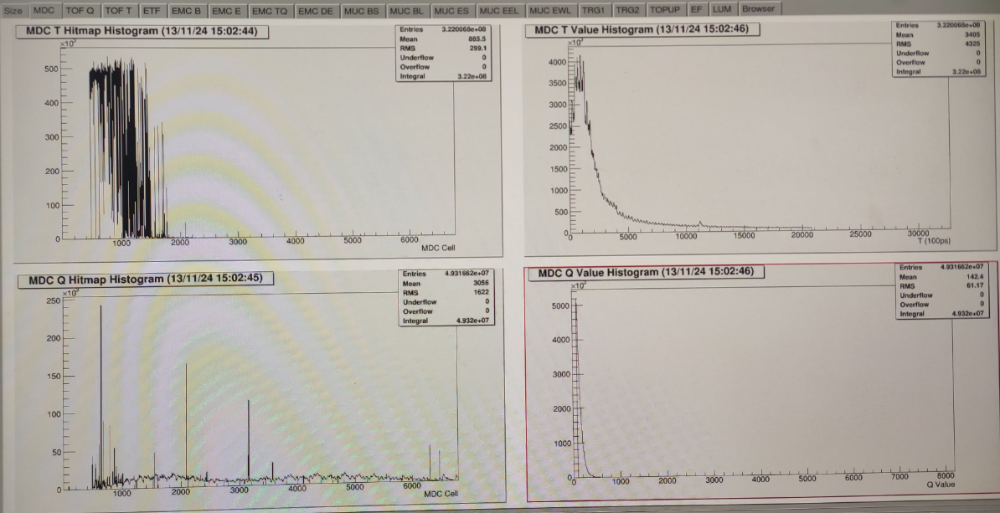 Size MDC TOF Q TOF T ETF EMC B EMC E EMC TQ EMC DE MUC BS MUC BL MUC ES MUC EEL MUC EWL TRG1 TRG2 TOPUP EF LUM Browser
MDC T Hitmap Histogram (13/11/24 15:02:44)
Entries 3.220068e+08
Mean 885.5
RMS 299.1
Underflow 0
Overflow 0
Integral 3.22e+08
×10³
500
400
300
200
100
0
1000 2000 3000 4000 5000 6000
MDC Cell
MDC T Value Histogram (13/11/24 15:02:46)
Entries 3.220068e+08
Mean 3405
RMS 4325
Underflow 0
Overflow 0
Integral 3.22e+08
×10³
4000
3500
3000
2500
2000
1500
1000
500
0
0 5000 10000 15000 20000 25000 30000
T (100ps)
MDC Q Hitmap Histogram (13/11/24 15:02:45)
Entries 4.931662e+07
Mean 3056
RMS 1622
Underflow 0
Overflow 0
Integral 4.932e+07
×10³
250
200
150
100
50
0
1000 2000 3000 4000 5000 6000
MDC Cell
MDC Q Value Histogram (13/11/24 15:02:46)
Entries 4.931662e+07
Mean 142.4
RMS 61.17
Underflow 0
Overflow 0
Integral 4.932e+07
×10³
5000
4000
3000
2000
1000
0
0 1000 2000 3000 4000 5000 6000 7000 8000
Q Value